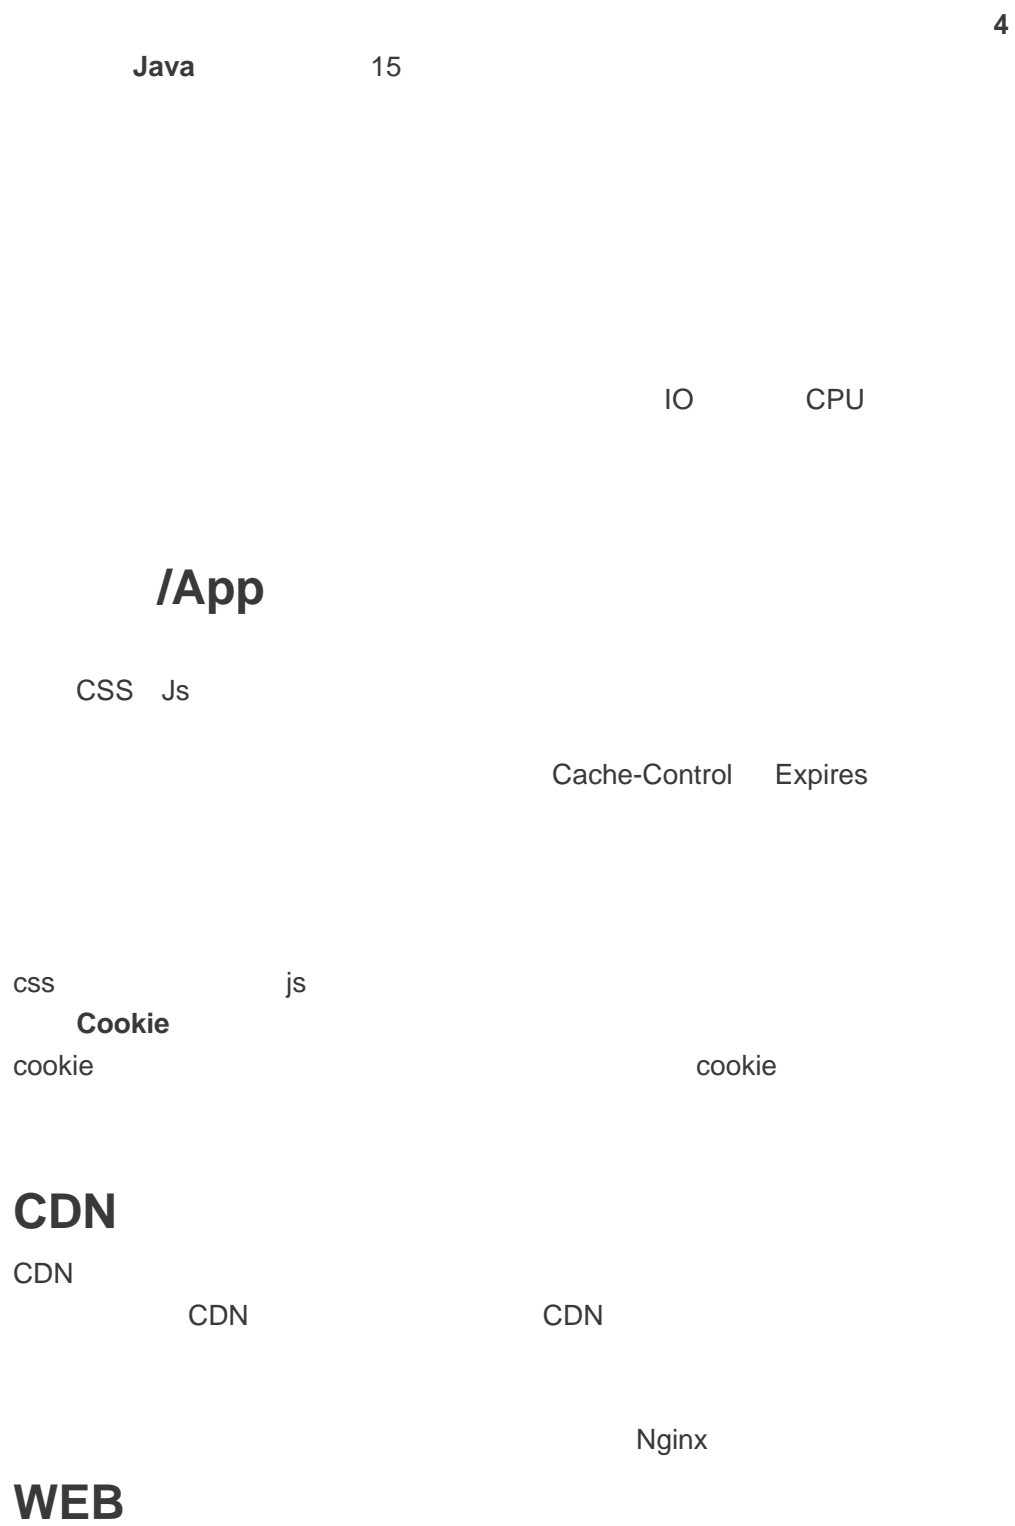 4
Java 15
IO CPU
/App
CSS Js
Cache-Control Expires
css js
Cookie
cookie cookie
CDN
CDN
CDN CDN
Nginx
WEB